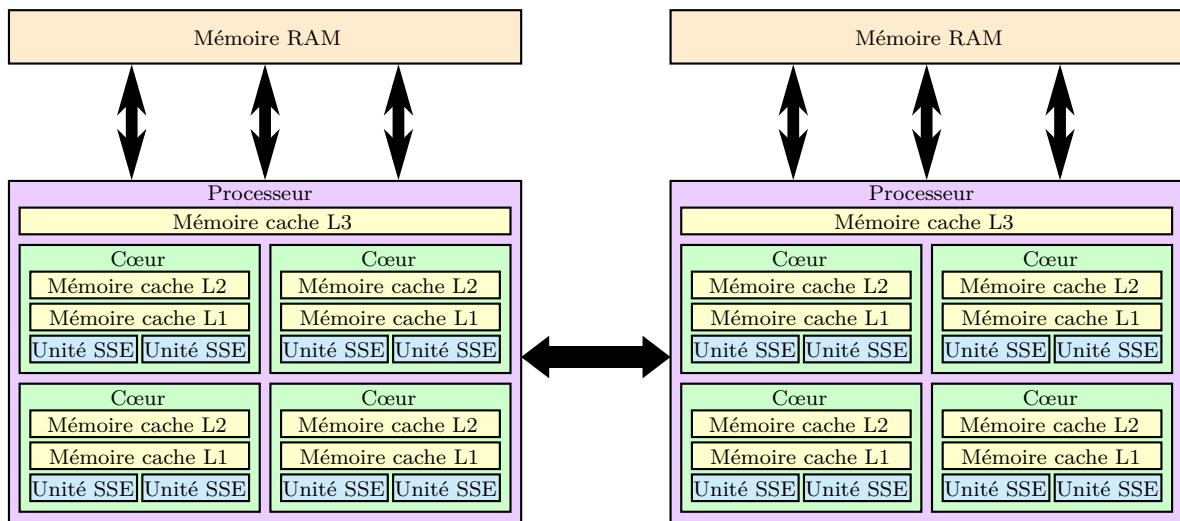 Mémoire RAM
Mémoire RAM
Processeur
Mémoire cache L3
Cœur
Mémoire cache L2
Mémoire cache L1
Unité SSE
Unité SSE
Cœur
Mémoire cache L2
Mémoire cache L1
Unité SSE
Unité SSE
Cœur
Mémoire cache L2
Mémoire cache L1
Unité SSE
Unité SSE
Cœur
Mémoire cache L2
Mémoire cache L1
Unité SSE
Unité SSE
Processeur
Mémoire cache L3
Cœur
Mémoire cache L2
Mémoire cache L1
Unité SSE
Unité SSE
Cœur
Mémoire cache L2
Mémoire cache L1
Unité SSE
Unité SSE
Cœur
Mémoire cache L2
Mémoire cache L1
Unité SSE
Unité SSE
Cœur
Mémoire cache L2
Mémoire cache L1
Unité SSE
Unité SSE